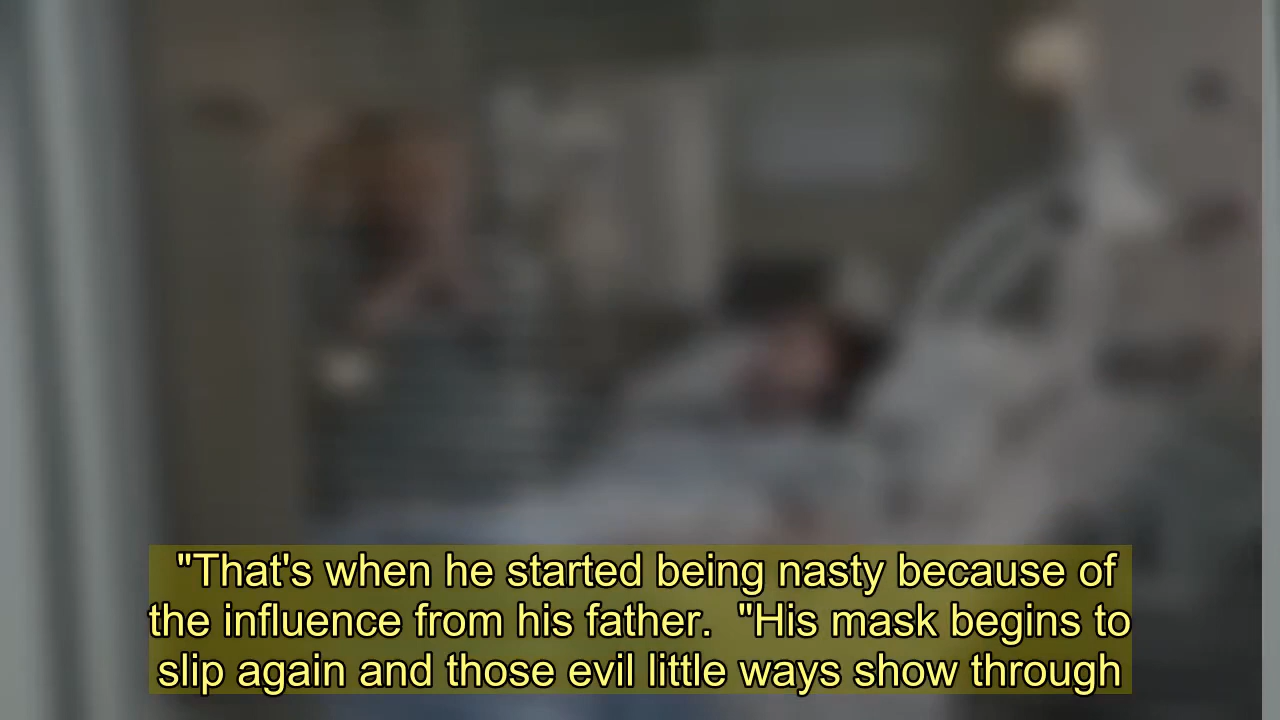 "That's when he started being nasty because of
the influence from his father.  "His mask begins to
slip again and those evil little ways show through